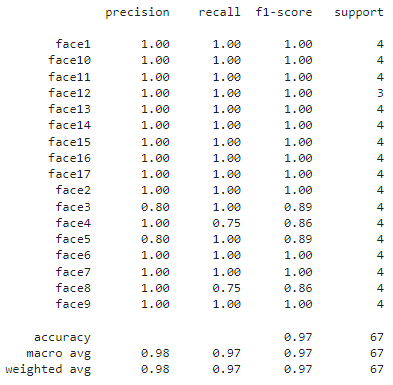 precision recall f1-score support
face1 1.00 1.00 1.00 4
face10 1.00 1.00 1.00 4
face11 1.00 1.00 1.00 4
face12 1.00 1.00 1.00 3
face13 1.00 1.00 1.00 4
face14 1.00 1.00 1.00 4
face15 1.00 1.00 1.00 4
face16 1.00 1.00 1.00 4
face17 1.00 1.00 1.00 4
face2 1.00 1.00 1.00 4
face3 0.80 1.00 0.89 4
face4 1.00 0.75 0.86 4
face5 0.80 1.00 0.89 4
face6 1.00 1.00 1.00 4
face7 1.00 1.00 1.00 4
face8 1.00 0.75 0.86 4
face9 1.00 1.00 1.00 4
accuracy 0.97 67
macro avg 0.98 0.97 0.97 67
weighted avg 0.98 0.97 0.97 67